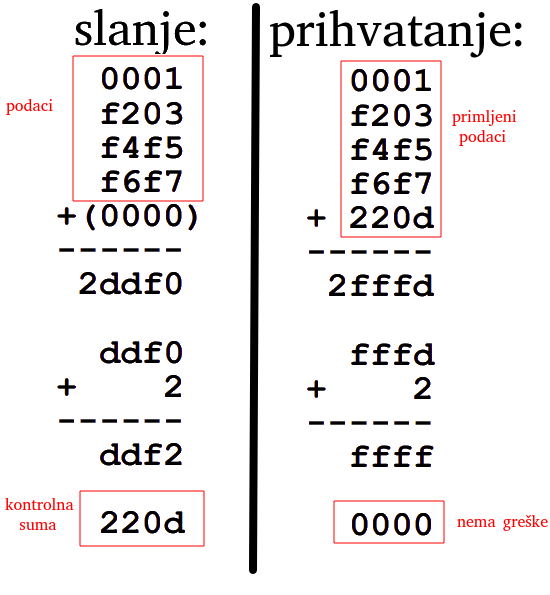 slanje:
podaci
0001
f203
f4f5
f6f7
+(0000)
------
2ddf0
ddf0
+ 2
------
ddf2
kontrolna
suma
220d
prihvatanje:
0001
f203
f4f5
f6f7
+ 220d
primljeni
podaci
------
2fffd
fffd
+ 2
------
ffff
0000
nema greške